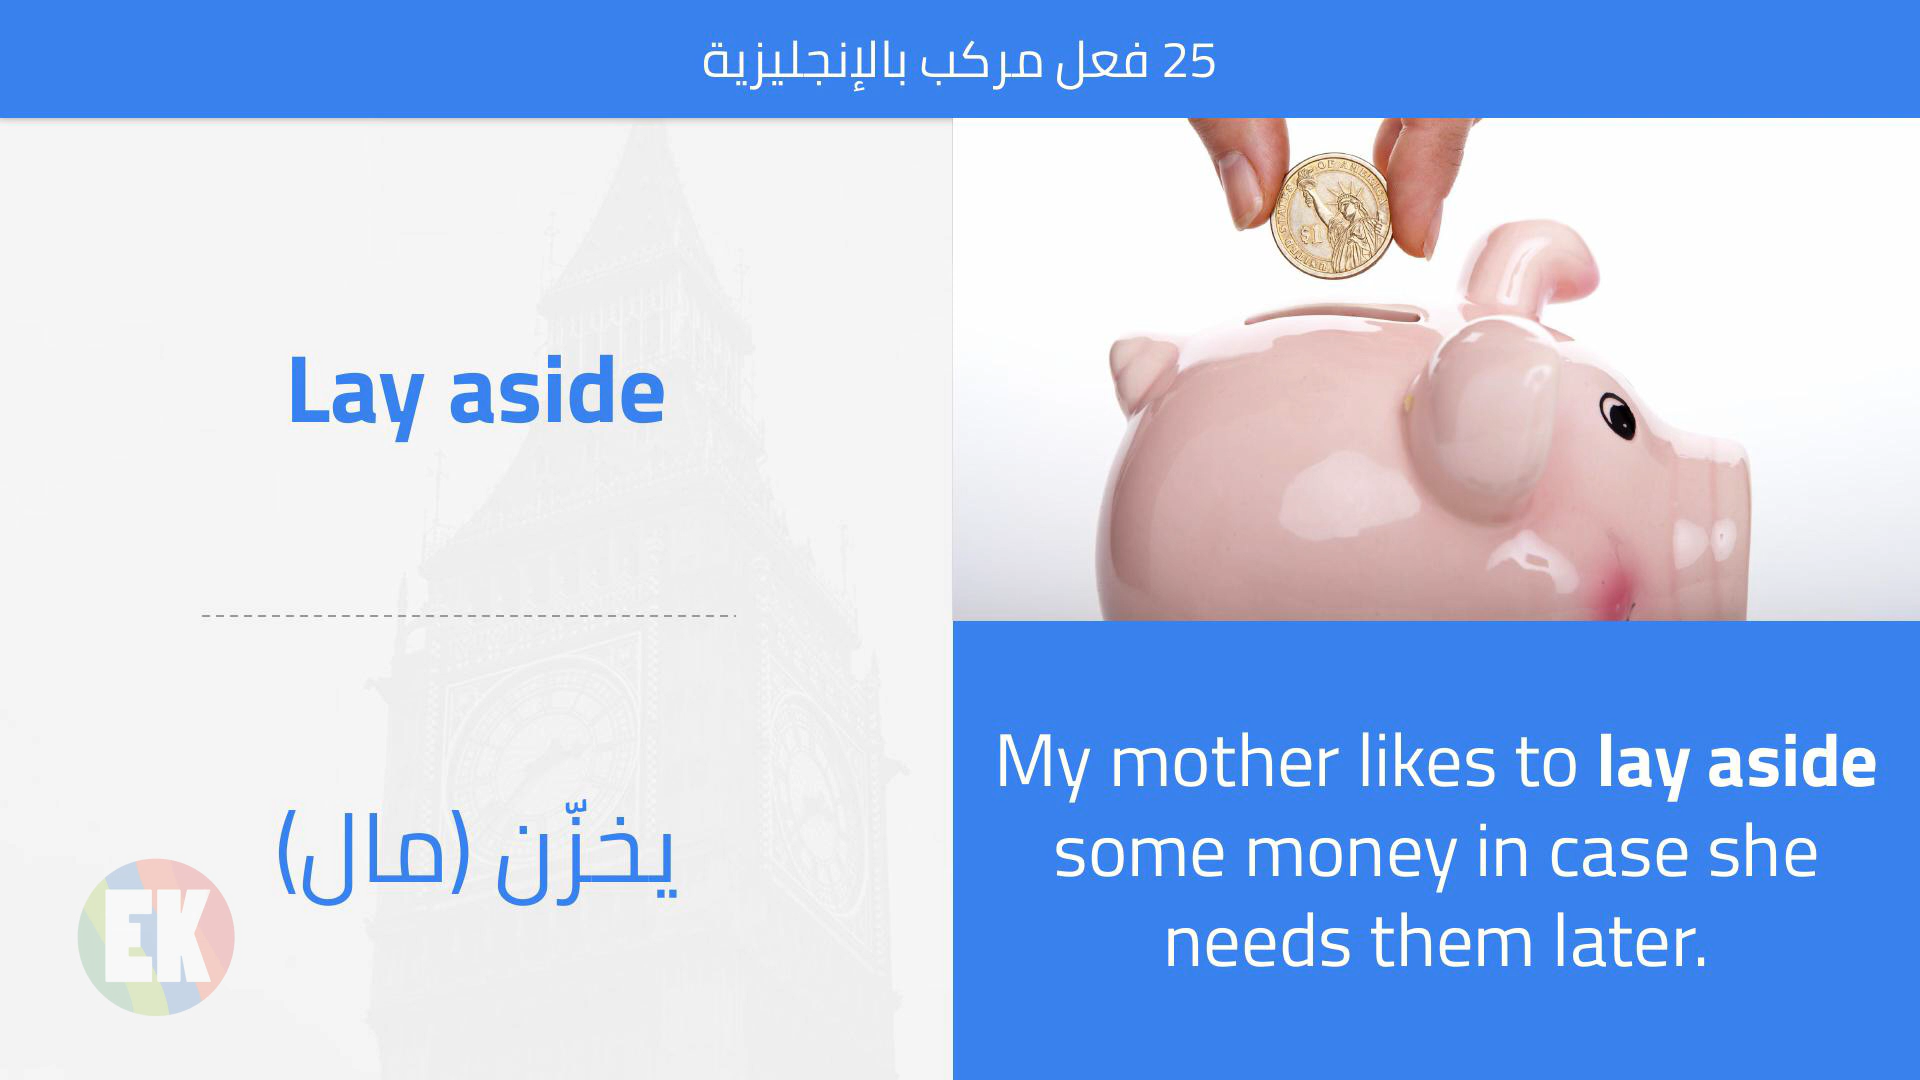 25 فعل مركب بالإنجليزية
Lay aside
يخزّن (مال)
EK
$1
My mother likes to lay aside
some money in case she
needs them later.